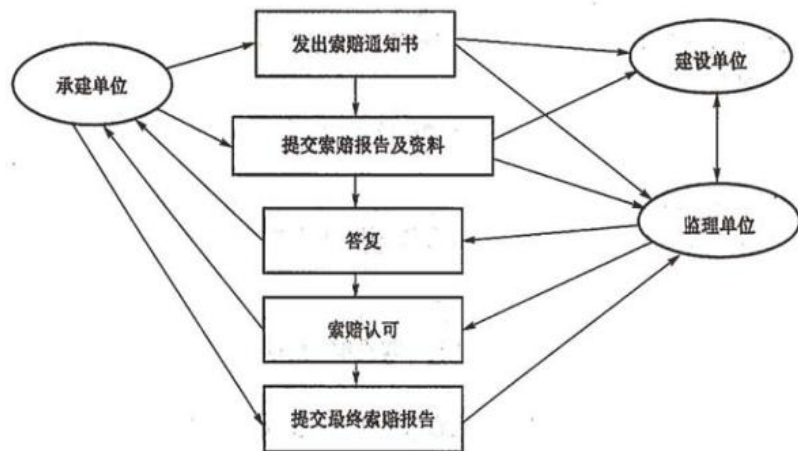 发出索赔通知书
建设单位
承建单位
提交索赔报告及资料
监理单位
答复
索赔认可
提交最终索赔报告